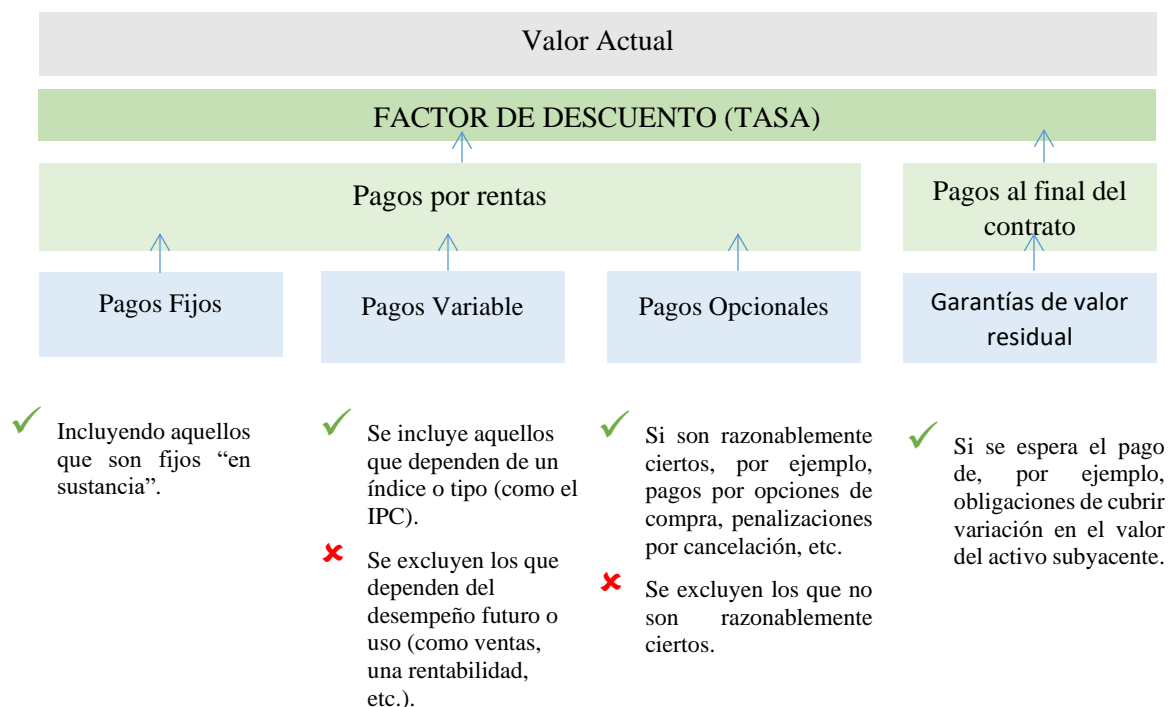 Valor Actual
FACTOR DE DESCUENTO (TASA)
Pagos por rentas
Pagos al final del
contrato
Pagos Fijos
Pagos Variable
Pagos Opcionales
Garantías de valor
residual
Incluyendo aquellos
que son fijos “en
sustancia”.
Se incluye aquellos
que dependen de un
índice o tipo (como el
IPC).
Se excluyen los que
dependen del
desempeño futuro o
uso (como ventas,
una rentabilidad,
etc.).
Si son razonablemente
ciertos, por ejemplo,
pagos por opciones de
compra, penalizaciones
por cancelación, etc.
Se excluyen los que no
son razonablemente
ciertos.
Si se espera el pago
de, por ejemplo,
obligaciones de cubrir
variación en el valor
del activo subyacente.